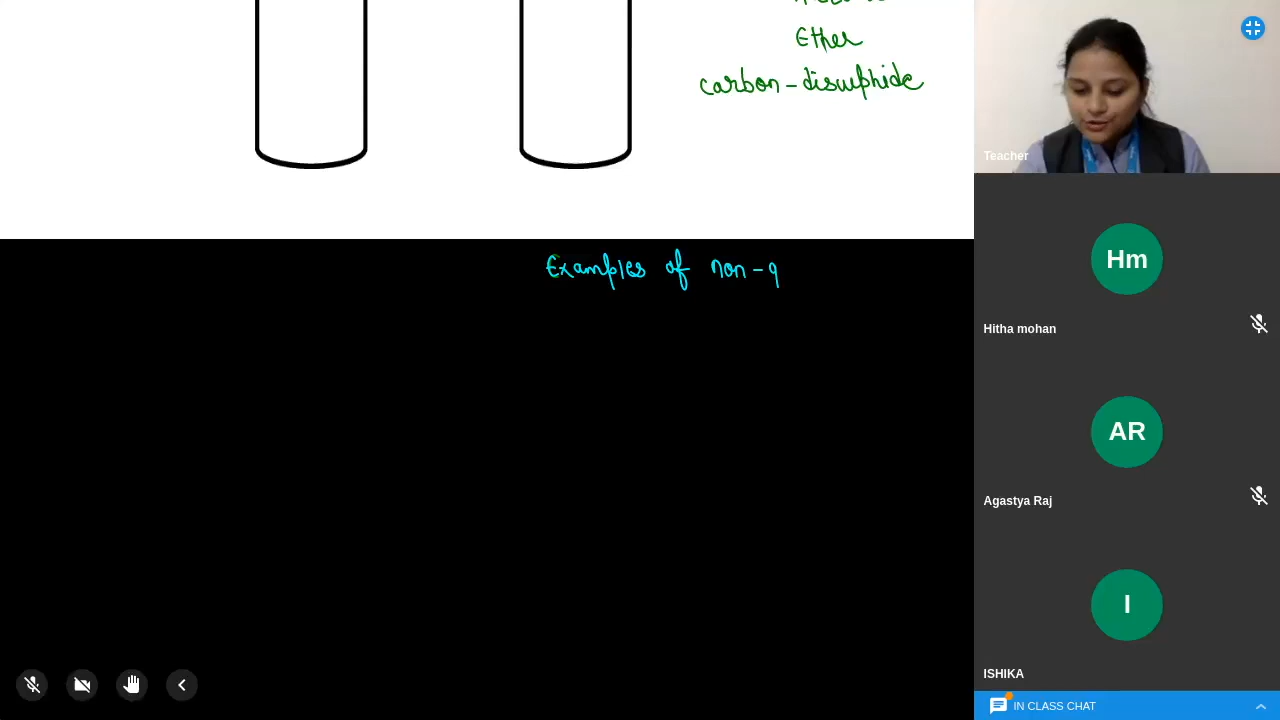 Ether
carbon-disulphide
Examples of non-q
Teacher
Hm
Hitha mohan
AR
Agastya Raj
I
ISHIKA
IN CLASS CHAT